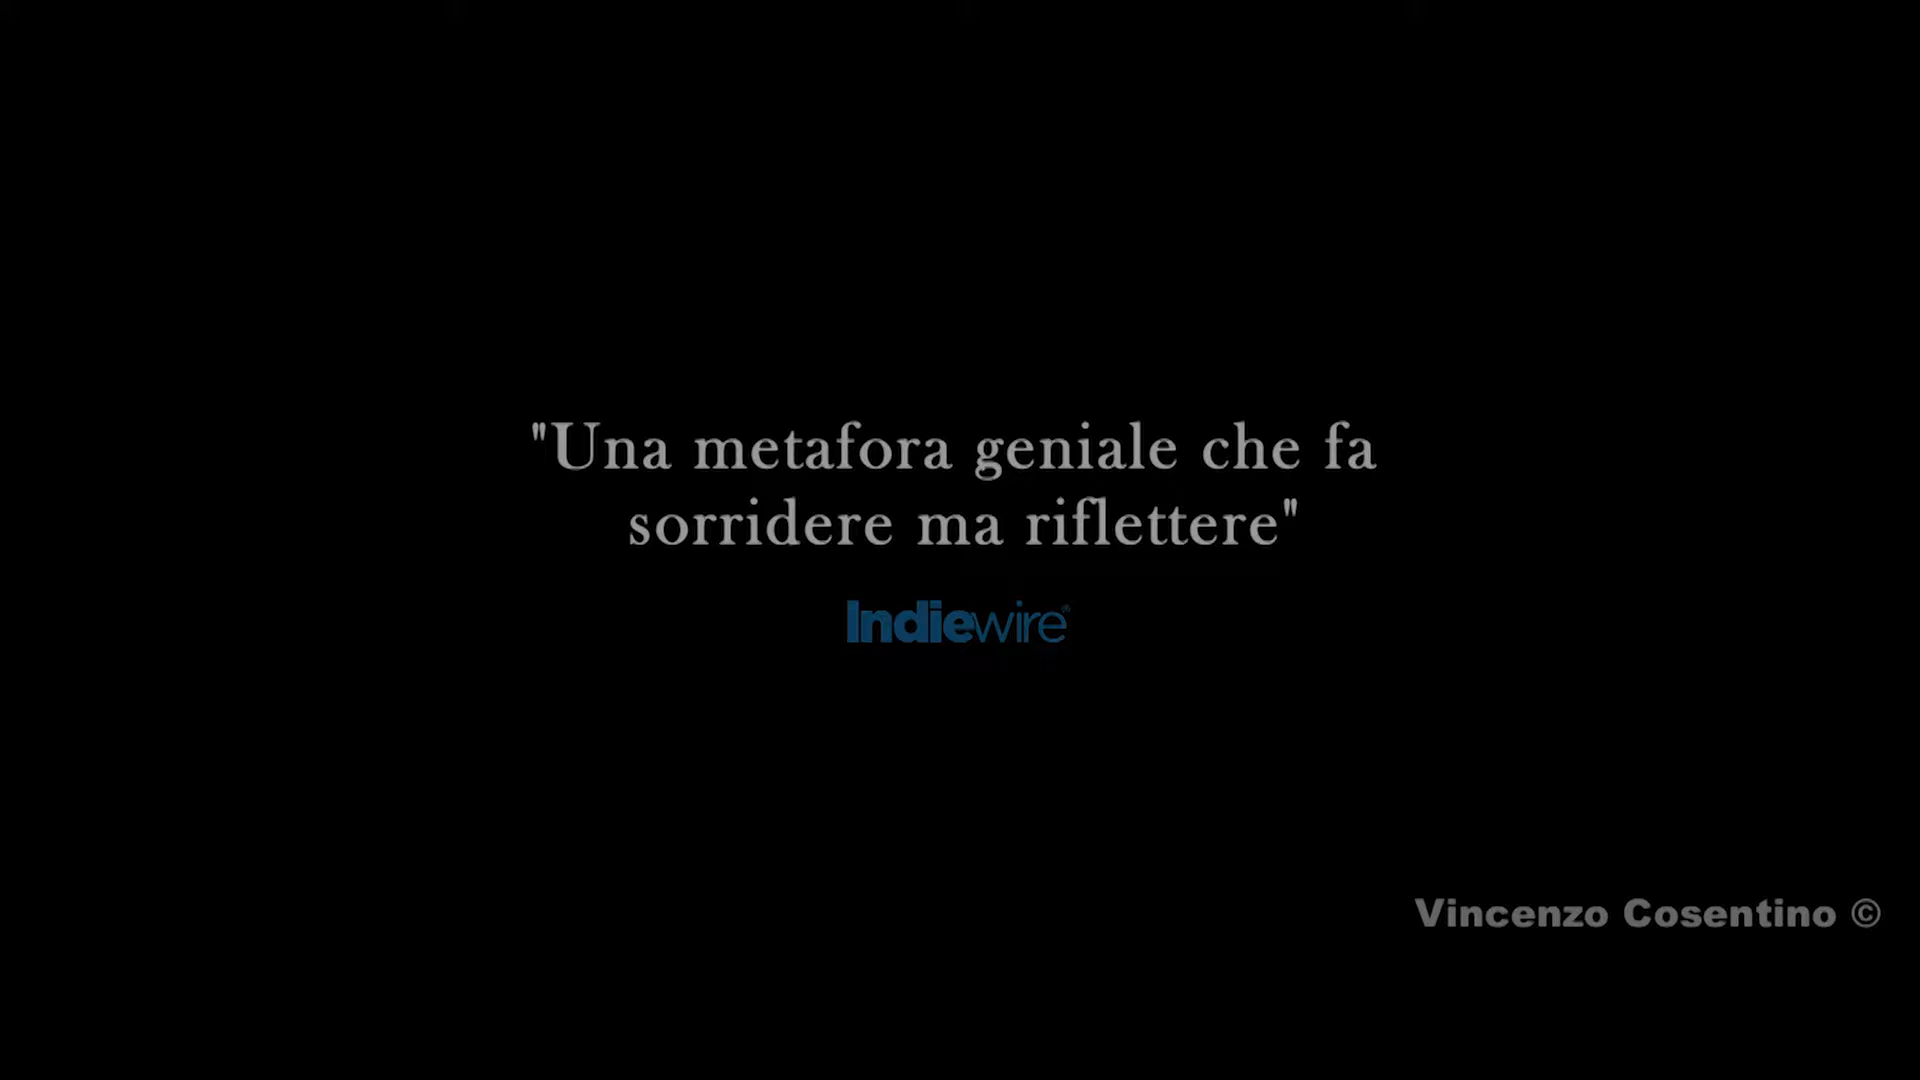 "Una metafora geniale che fa
sorridere ma riflettere"
Indiewire®
Vincenzo Cosentino ©